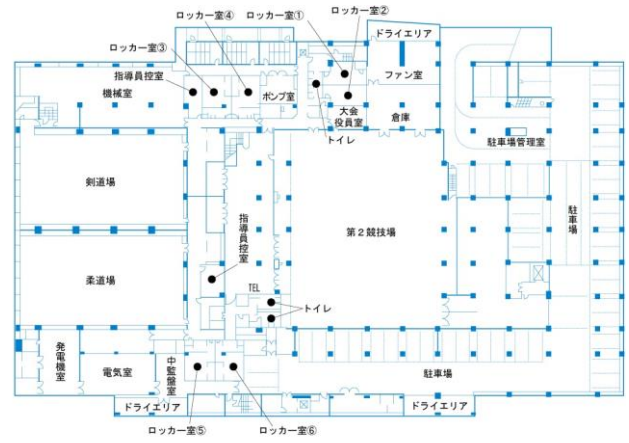 ロッカー室④
ロッカー室①
ロッカー室②
ロッカー室③
ドライエリア
指導員控室
機械室
ポンプ室
ファン室
大会
役員室
倉庫
トイレ
駐車場管理室
剣道場
指導員控室
第2競技場
駐車場
柔道場
TEL
トイレ
発電機室
電気室
中監盤室
駐車場
ドライエリア
ドライエリア
ロッカー室⑤
ロッカー室⑥